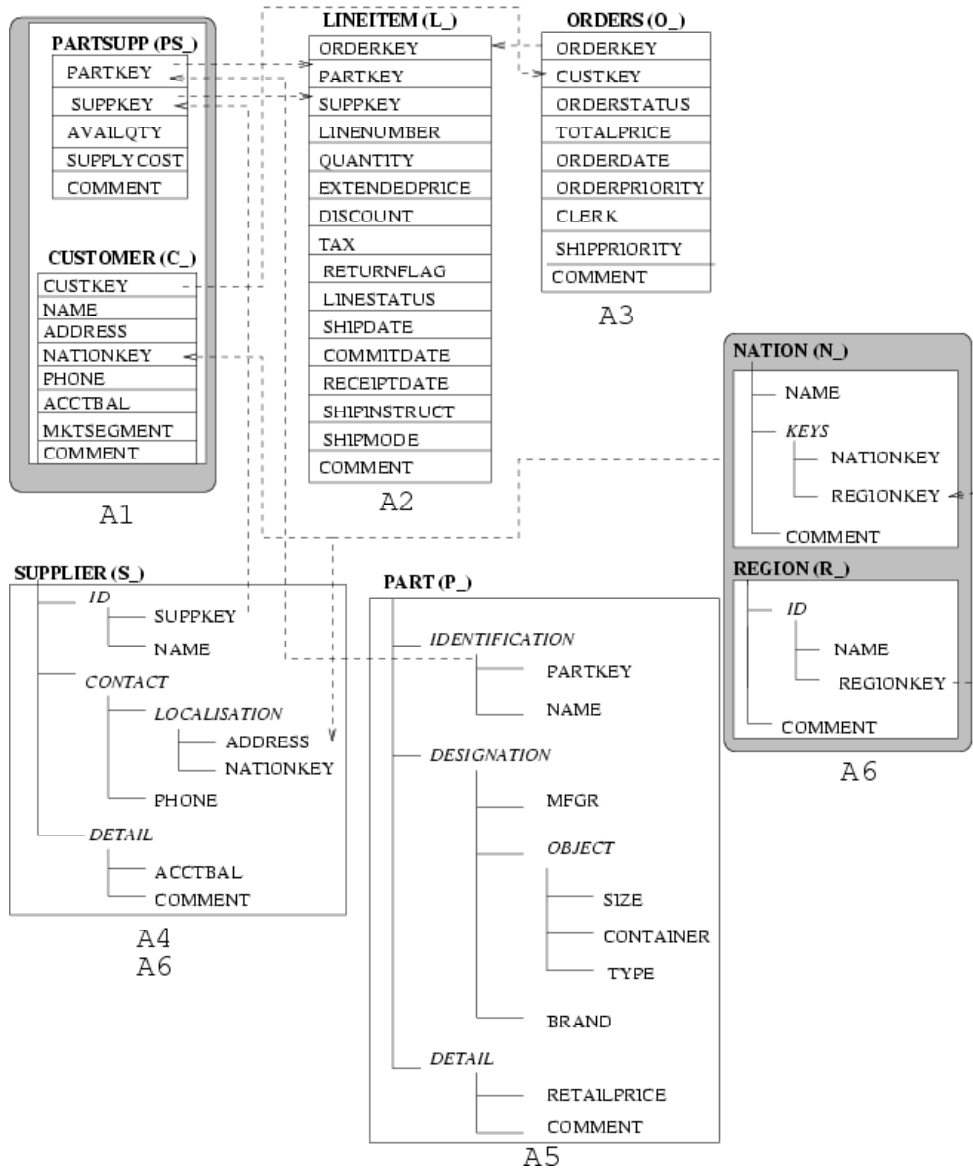 PARTSUPP (PS_)
PARTKEY
SUPPKEY
AVAILQTY
SUPPLYCOST
COMMENT
CUSTOMER (C_)
CUSTKEY
NAME
ADDRESS
NATIONKEY
PHONE
ACCTBAL
MKTSEGMENT
COMMENT
A1
LINEITEM (L_)
ORDERKEY
PARTKEY
SUPPKEY
LINENUMBER
QUANTITY
EXTENDEDPRICE
DISCOUNT
TAX
RETURNFLAG
LINESTATUS
SHIPDATE
COMMITDATE
RECEIPTDATE
SHIPINSTRUCT
SHIPMODE
COMMENT
A2
ORDERS (O_)
ORDERKEY
CUSTKEY
ORDERSTATUS
TOTALPRICE
ORDERDATE
ORDERPRIORITY
CLERK
SHIPPRIORITY
COMMENT
A3
NATION (N_)
NAME
KEYS
NATIONKEY
REGIONKEY
COMMENT
REGION (R_)
ID
NAME
REGIONKEY
COMMENT
A6
SUPPLIER (S_)
ID
SUPPKEY
NAME
CONTACT
LOCALISATION
ADDRESS
NATIONKEY
PHONE
DETAIL
ACCTBAL
COMMENT
A4
A6
PART (P_)
IDENTIFICATION
PARTKEY
NAME
DESIGNATION
MFGR
OBJECT
SIZE
CONTAINER
TYPE
BRAND
DETAIL
RETAILPRICE
COMMENT
A5